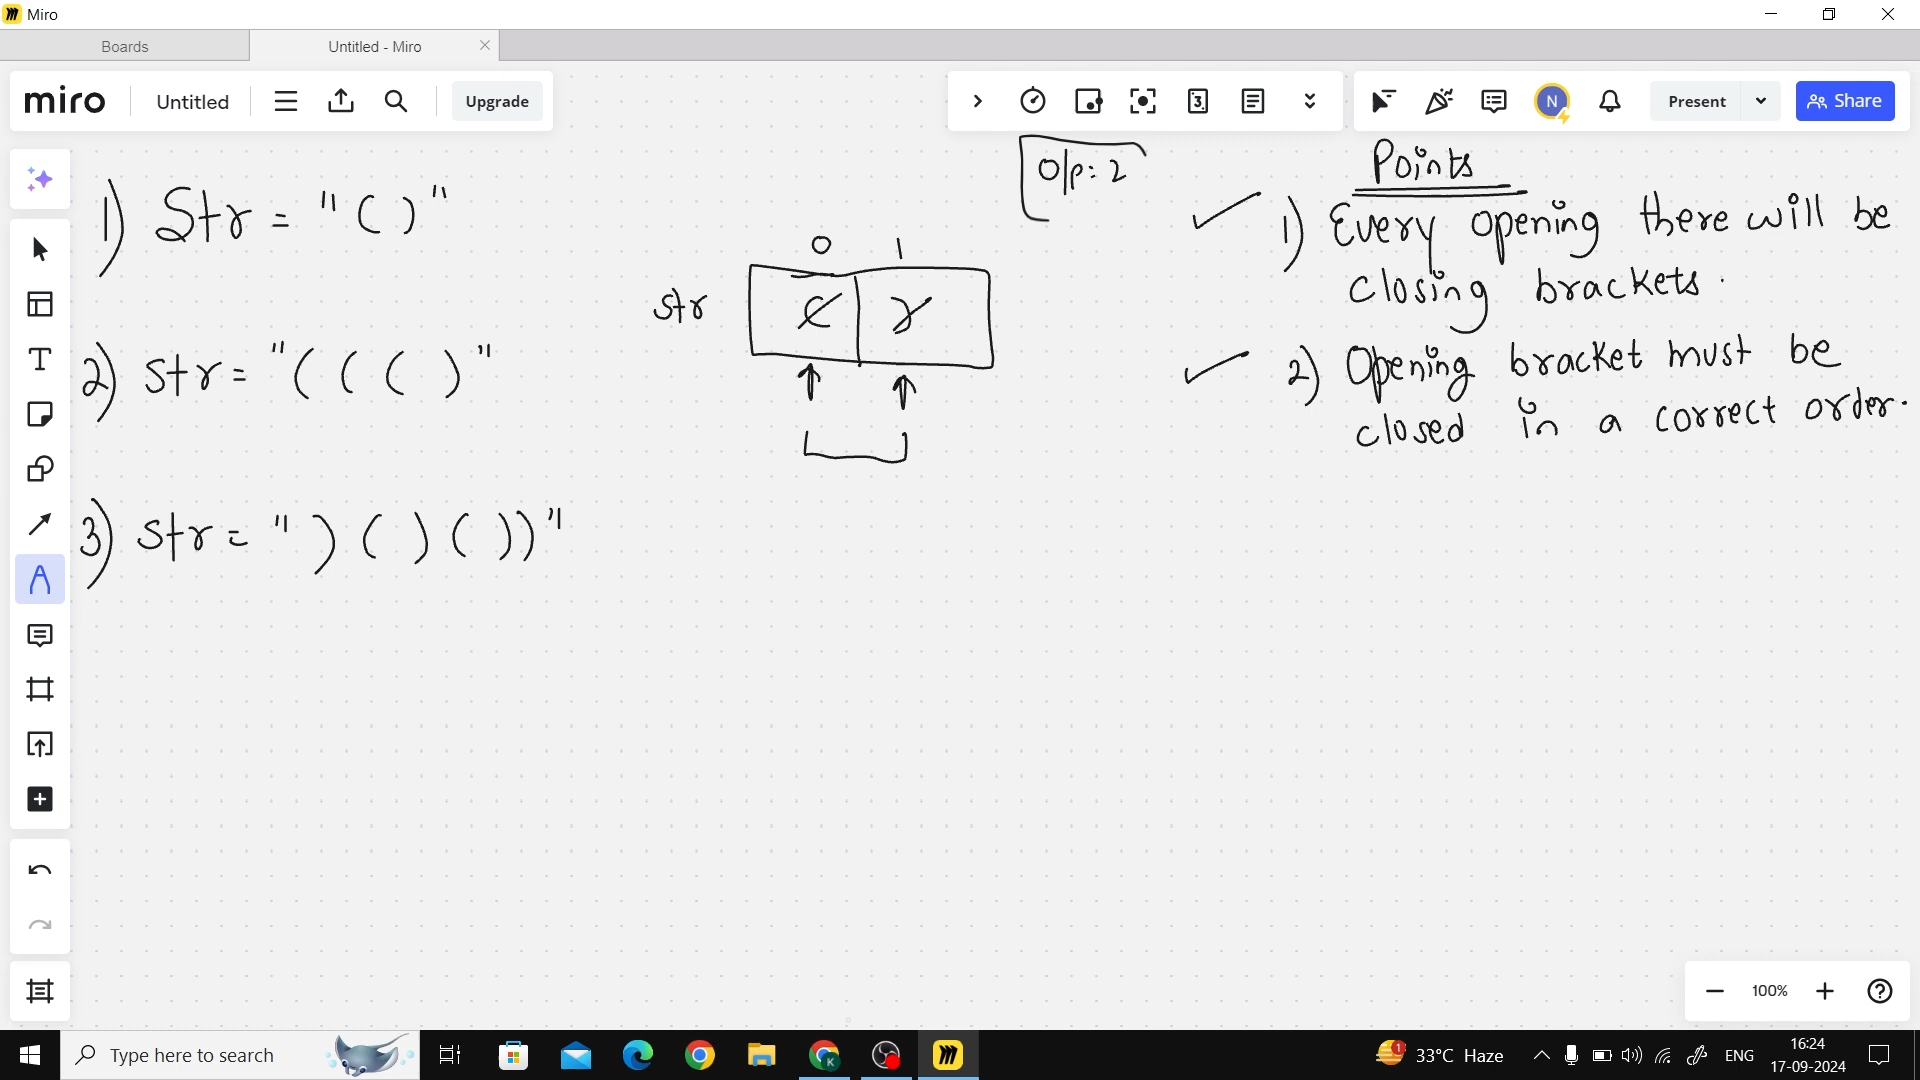 Miro
Boards
Untitled - Miro
miro
Untitled
Upgrade
3
N
Present
Share
1) Str = "( )"
2) str = "( ( ( )"
3) str = ") ( ) ( ))"
O/p: 2
0 1
str ( )
Points
1) Every opening there will be
closing brackets.
2) Opening bracket must be
closed in a correct order.
100%
Type here to search
K
1
33°C Haze
ENG
16:24
17-09-2024